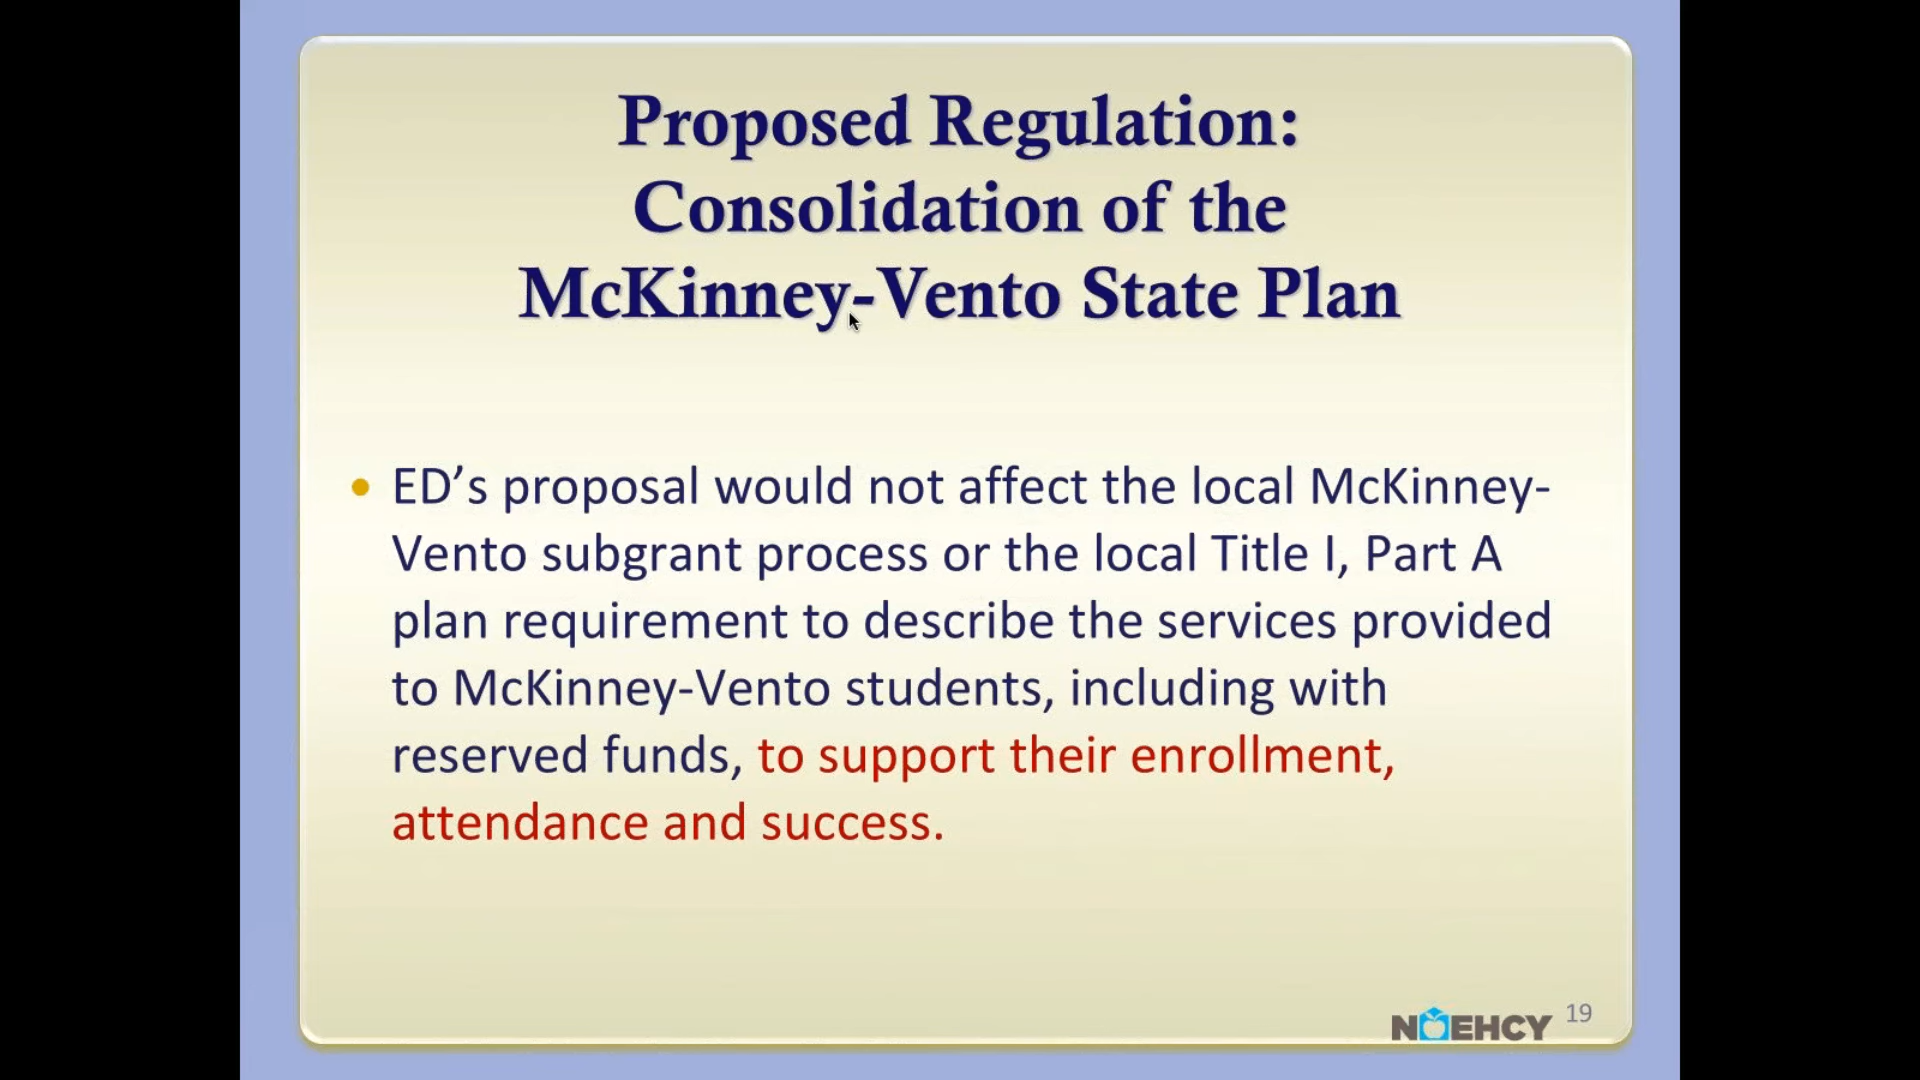 Proposed Regulation:
Consolidation of the
McKinney-Vento State Plan
• ED’s proposal would not affect the local McKinney-
Vento subgrant process or the local Title I, Part A
plan requirement to describe the services provided
to McKinney-Vento students, including with
reserved funds, to support their enrollment,
attendance and success.
NAEHCY 19